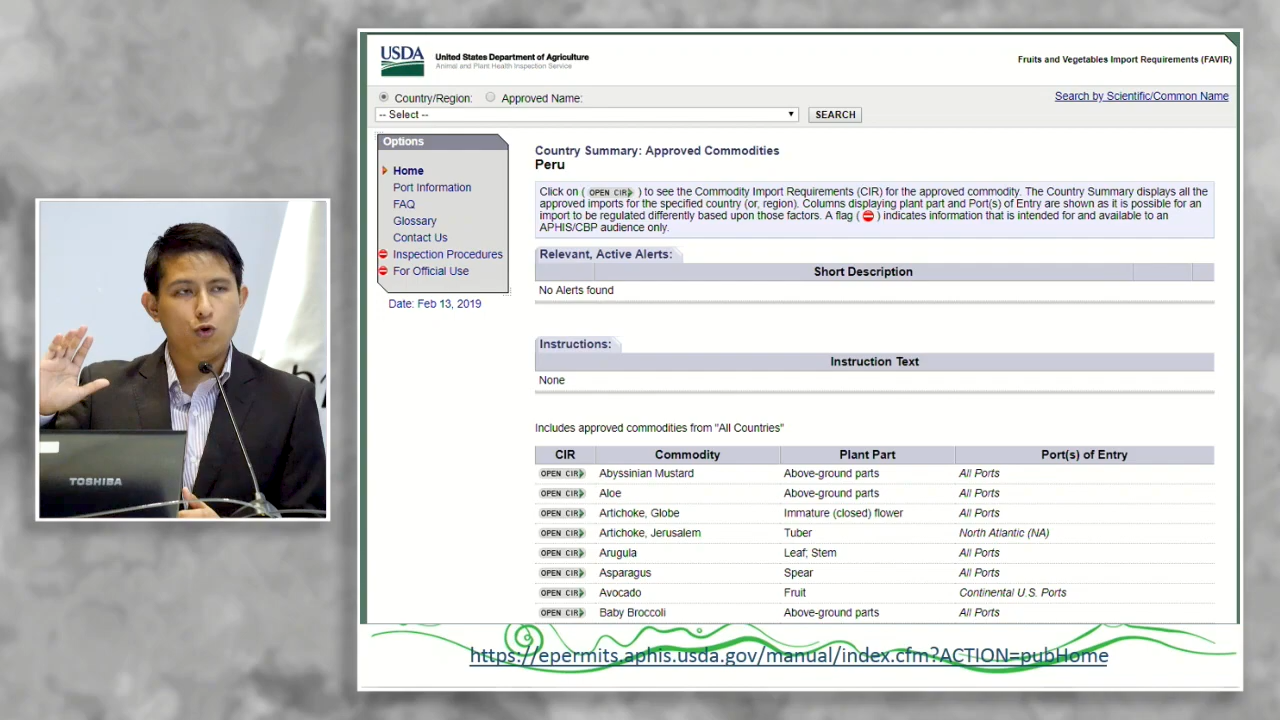 USDA
United States Department of Agriculture
Animal and Plant Health Inspection Service
Fruits and Vegetables Import Requirements (FAVIR)
Country/Region: Approved Name:
Search by Scientific/Common Name
-- Select --
SEARCH
Options
Home
Port Information
FAQ
Glossary
Contact Us
Inspection Procedures
For Official Use
Date: Feb 13, 2019
Country Summary: Approved Commodities
Peru
Click on ( OPEN CIR ) to see the Commodity Import Requirements (CIR) for the approved commodity. The Country Summary displays all the
approved imports for the specified country (or, region). Columns displaying plant part and Port(s) of Entry are shown as it is possible for an
import to be regulated differently based upon those factors. A flag ( ) indicates information that is intended for and available to an
APHIS/CBP audience only.
Relevant, Active Alerts:
Short Description
No Alerts found
Instructions:
Instruction Text
None
Includes approved commodities from "All Countries"
CIR Commodity Plant Part Port(s) of Entry
OPEN CIR Abyssinian Mustard Above-ground parts All Ports
OPEN CIR Aloe Above-ground parts All Ports
OPEN CIR Artichoke, Globe Immature (closed) flower All Ports
OPEN CIR Artichoke, Jerusalem Tuber North Atlantic (NA)
OPEN CIR Arugula Leaf; Stem All Ports
OPEN CIR Asparagus Spear All Ports
OPEN CIR Avocado Fruit Continental U.S. Ports
OPEN CIR Baby Broccoli Above-ground parts All Ports
https://epermits.aphis.usda.gov/manual/index.cfm?ACTION=pubHome
TOSHIBA